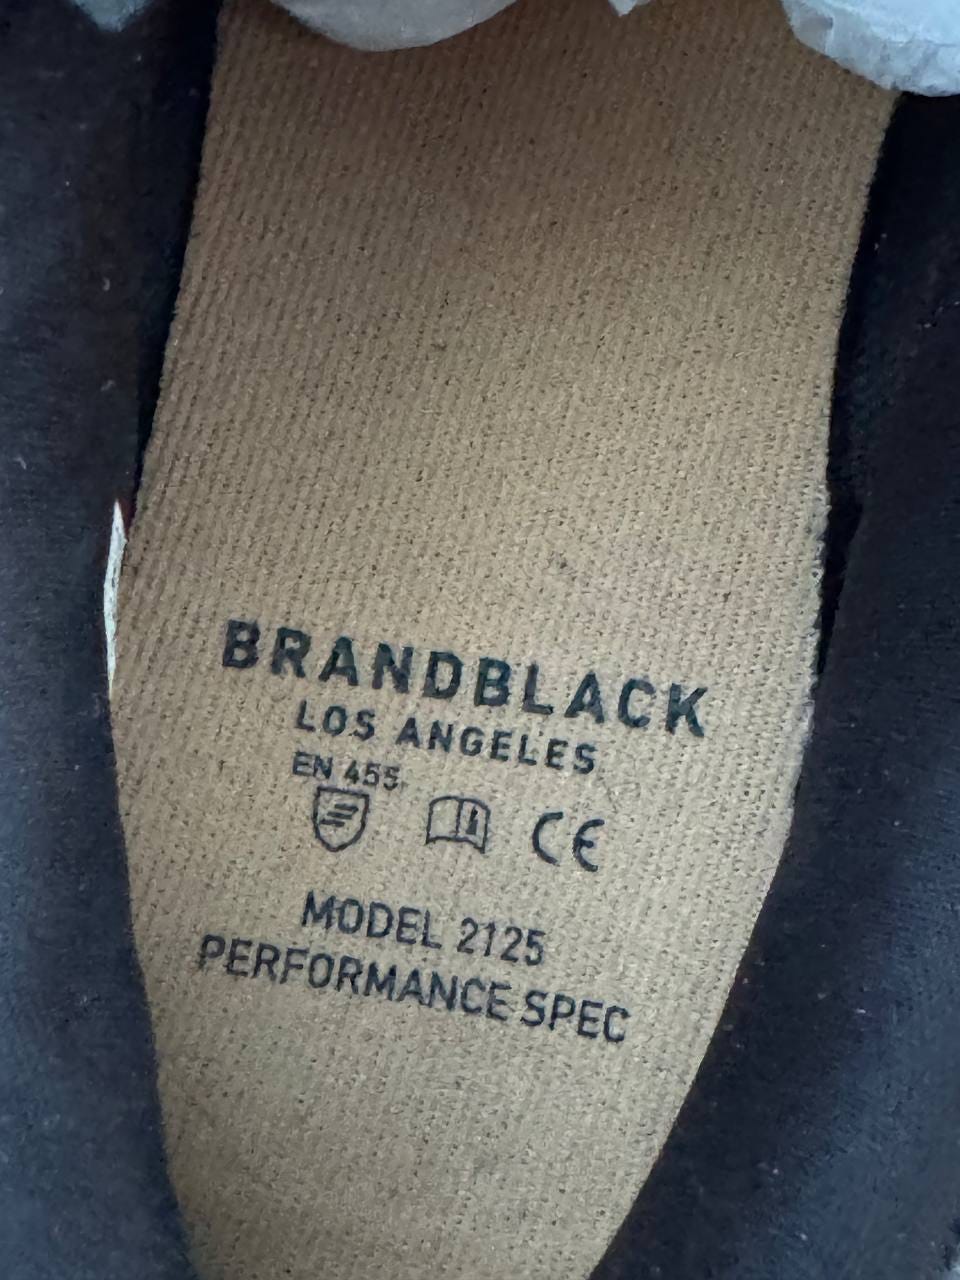 BRANDBLACK
LOS ANGELES
EN 455
CE
MODEL 2125
PERFORMANCE SPEC